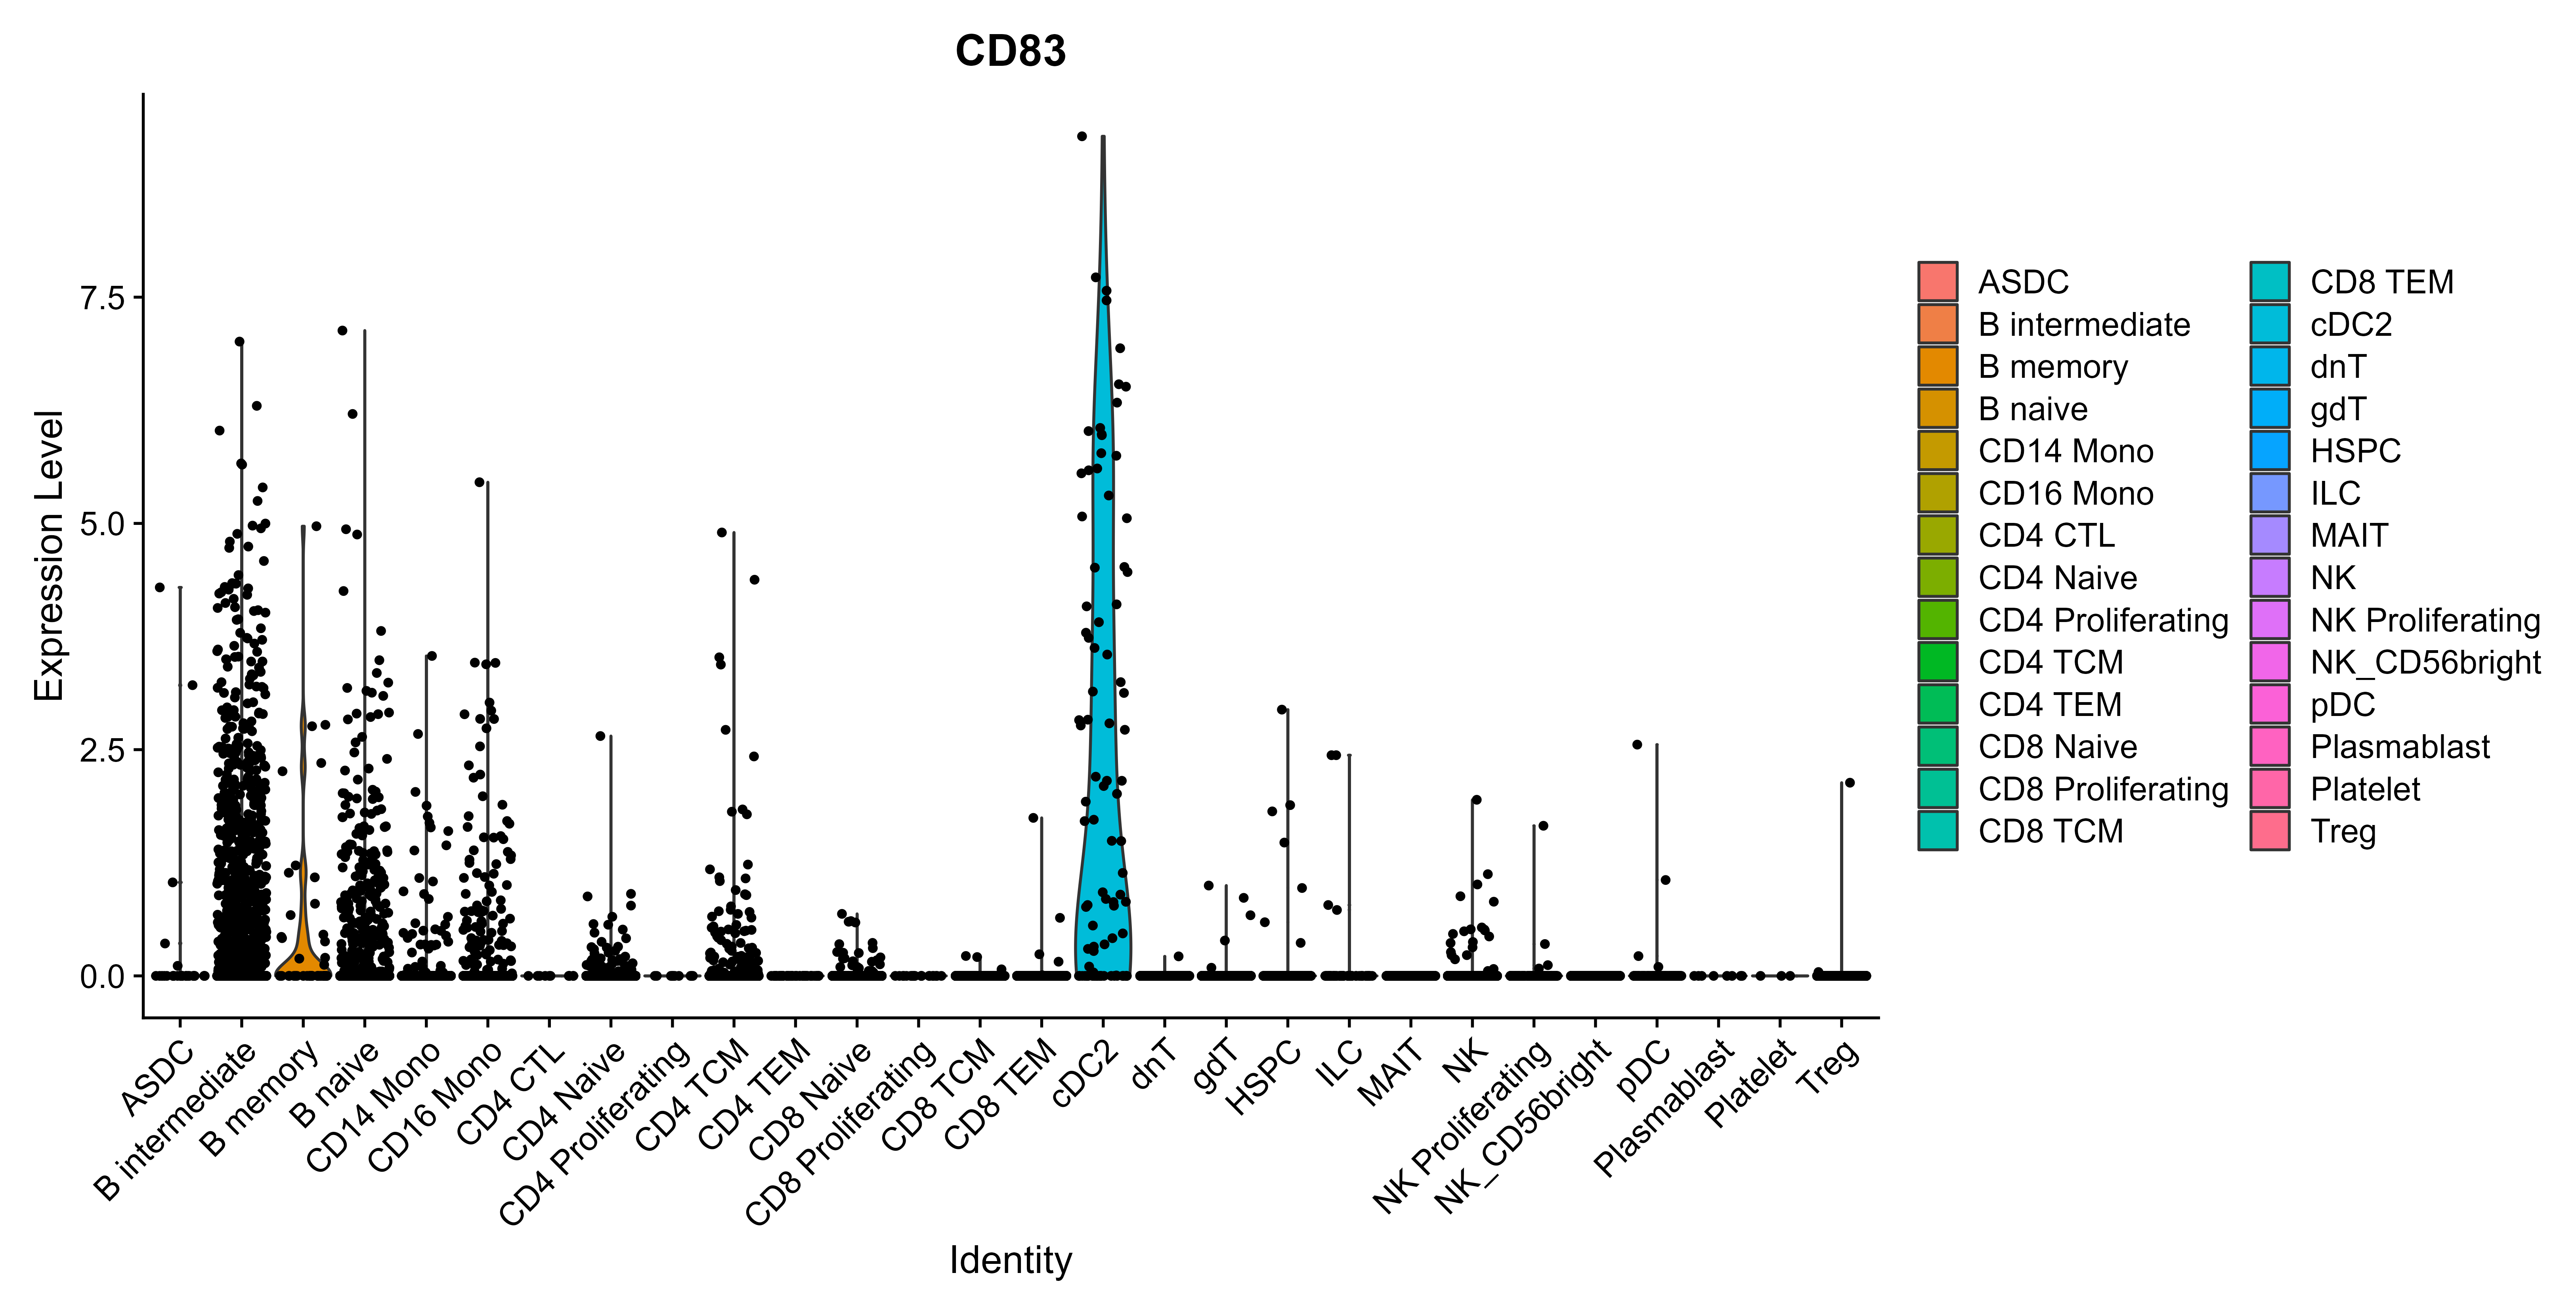 CD83
Expression Level
7.5
5.0
2.5
0.0
ASDC
B intermediate
B memory
B naive
CD14 Mono
CD16 Mono
CD4 CTL
CD4 Naive
CD4 Proliferating
CD4 TCM
CD4 TEM
CD8 Naive
CD8 Proliferating
CD8 TCM
CD8 TEM
cDC2
dnT
gdT
HSPC
ILC
MAIT
NK
NK Proliferating
NK_CD56bright
pDC
Plasmablast
Platelet
Treg
Identity
ASDC
B intermediate
B memory
B naive
CD14 Mono
CD16 Mono
CD4 CTL
CD4 Naive
CD4 Proliferating
CD4 TCM
CD4 TEM
CD8 Naive
CD8 Proliferating
CD8 TCM
CD8 TEM
cDC2
dnT
gdT
HSPC
ILC
MAIT
NK
NK Proliferating
NK_CD56bright
pDC
Plasmablast
Platelet
Treg